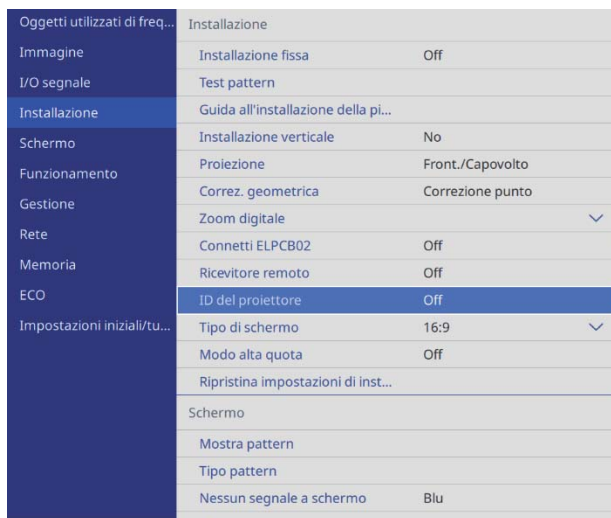 Oggetti utilizzati di freq...
Immagine
I/O segnale
Installazione
Schermo
Funzionamento
Gestione
Rete
Memoria
ECO
Impostazioni iniziali/tu...
Installazione
Installazione fissa Off
Test pattern
Guida all'installazione della pi...
Installazione verticale No
Proiezione Front./Capovolto
Correz. geometrica Correzione punto
Zoom digitale
Connetti ELPCB02 Off
Ricevitore remoto Off
ID del proiettore Off
Tipo di schermo 16:9
Modo alta quota Off
Ripristina impostazioni di inst...
Schermo
Mostra pattern
Tipo pattern
Nessun segnale a schermo Blu